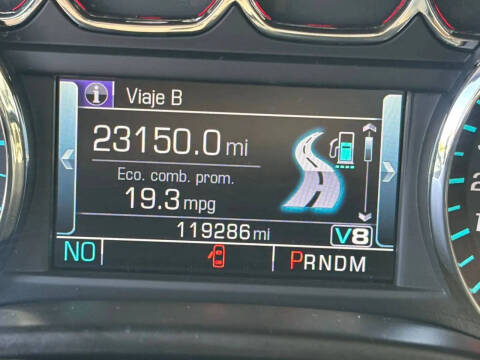 Viaje B
23150.0 mi
Eco. comb. prom.
19.3 mpg
119286 mi V8
NO PRNDM